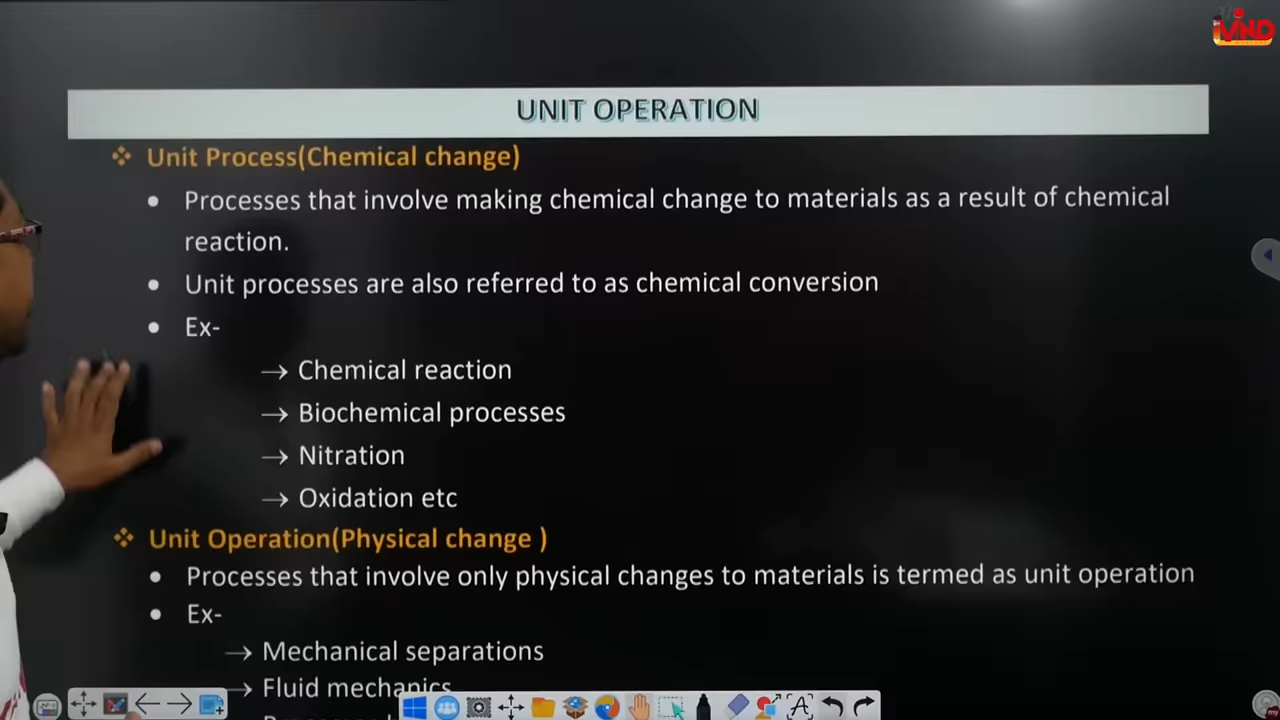 iMND
UNIT OPERATION
❖ Unit Process(Chemical change)
• Processes that involve making chemical change to materials as a result of chemical
reaction.
• Unit processes are also referred to as chemical conversion
• Ex-
→ Chemical reaction
→ Biochemical processes
→ Nitration
→ Oxidation etc
❖ Unit Operation(Physical change )
• Processes that involve only physical changes to materials is termed as unit operation
• Ex-
→ Mechanical separations
→ Fluid mechanics